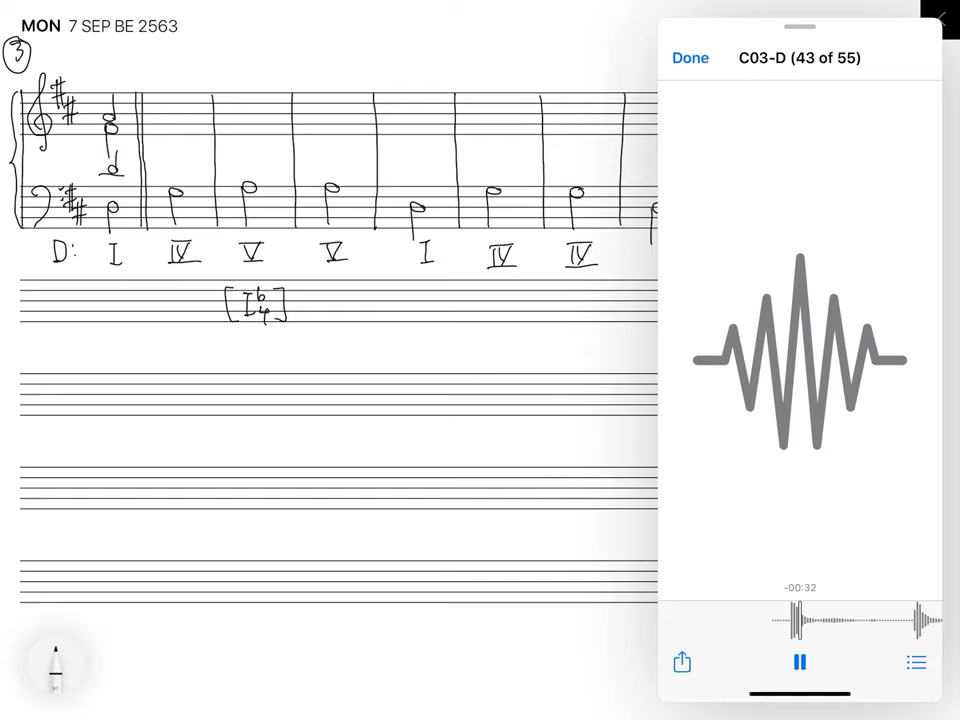 MON 7 SEP BE 2563
3
Done C03-D (43 of 55)
D: I IV V V I IV IV
[I6 4]
-00:32